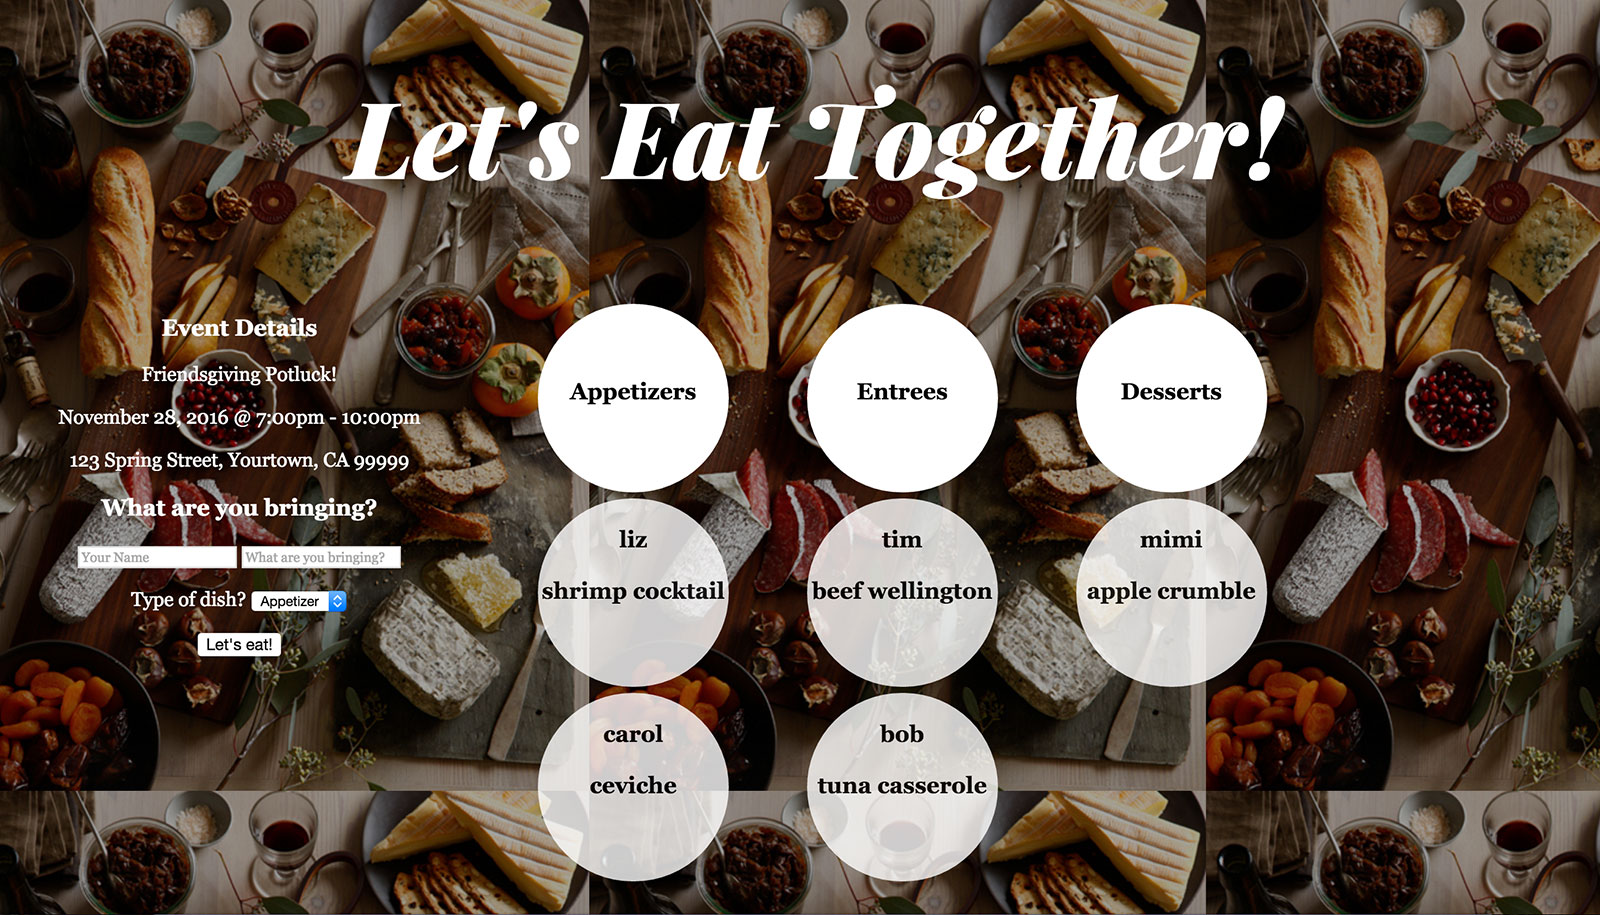 Let's Eat Together!
Event Details
Friendsgiving Potluck!
November 28, 2016 @ 7:00pm - 10:00pm
123 Spring Street, Yourtown, CA 99999
What are you bringing?
Your Name What are you bringing?
Type of dish? Appetizer
Let's eat!
Appetizers Entrees Desserts
liz tim mimi
shrimp cocktail beef wellington apple crumble
carol bob
ceviche tuna casserole